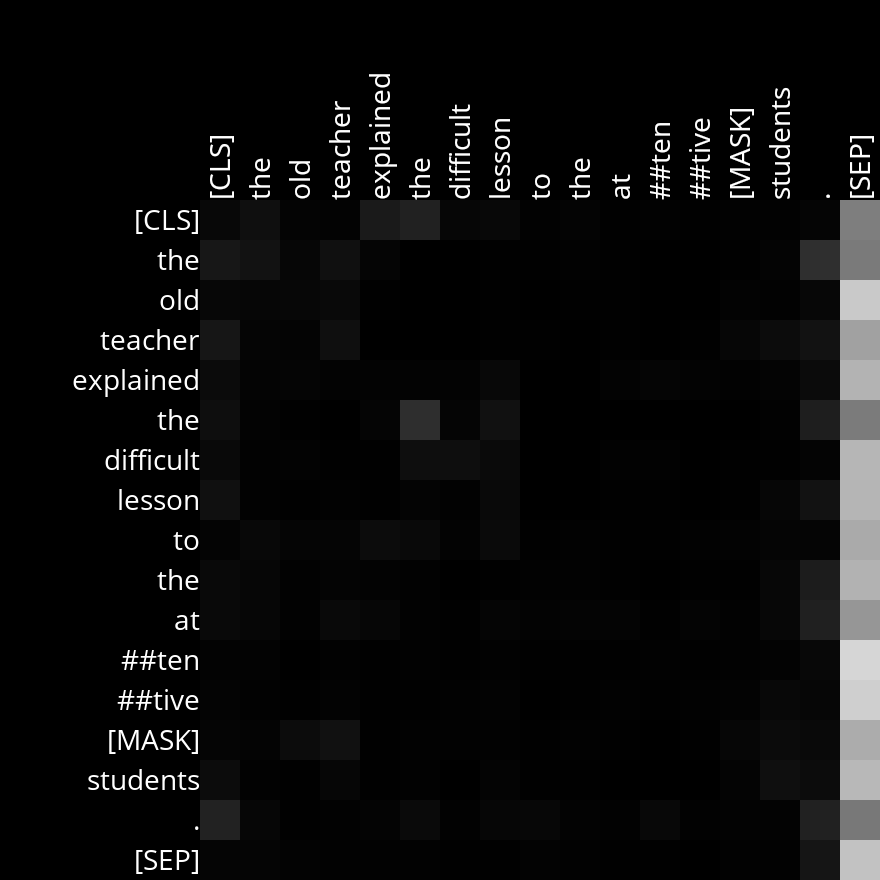 [CLS] the old teacher explained the difficult lesson to the at ##ten ##tive [MASK] students . [SEP]
[CLS]
the
old
teacher
explained
the
difficult
lesson
to
the
at
##ten
##tive
[MASK]
students
.
[SEP]